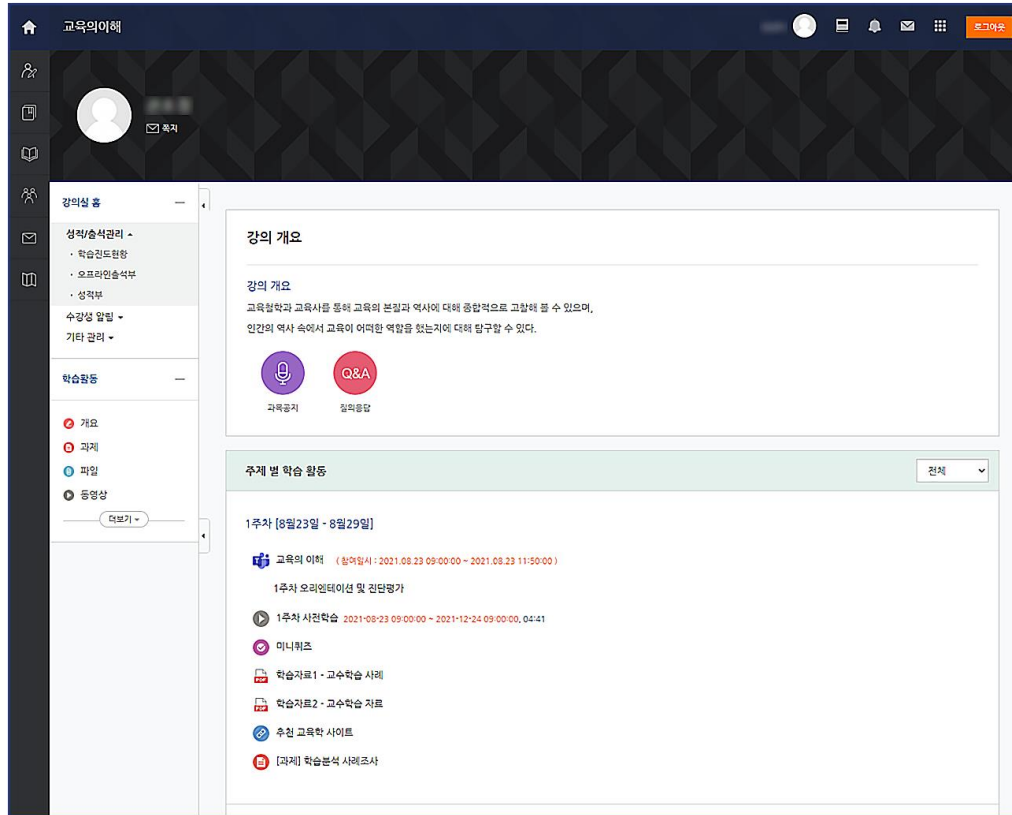 교육의이해
로그아웃
쪽지
강의실 홈
성적/출석관리
· 학습진도현황
· 오프라인출석부
· 성적부
수강생 알림
기타 관리
학습활동
개요
과제
파일
동영상
더보기
강의 개요
강의 개요
교육철학과 교육사를 통해 교육의 본질과 역사에 대해 종합적으로 고찰해 볼 수 있으며,
인간의 역사 속에서 교육이 어떠한 역할을 했는지에 대해 탐구할 수 있다.
Q&A
과목공지 질의응답
주제 별 학습 활동 전체
1주차 [8월23일 - 8월29일]
교육의 이해 ( 참여일시 : 2021.08.23 09:00:00 ~ 2021.08.23 11:50:00 )
1주차 오리엔테이션 및 진단평가
1주차 사전학습 2021-08-23 09:00:00 ~ 2021-12-24 09:00:00, 04:41
미니퀴즈
PDF 학습자료1 - 교수학습 사례
PDF 학습자료2 - 교수학습 자료
추천 교육학 사이트
[과제] 학습분석 사례조사